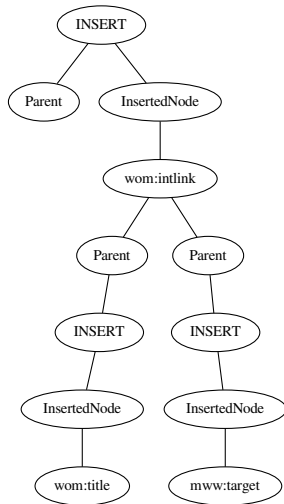 INSERT
Parent InsertedNode
wom:intlink
Parent Parent
INSERT INSERT
InsertedNode InsertedNode
wom:title mww:target